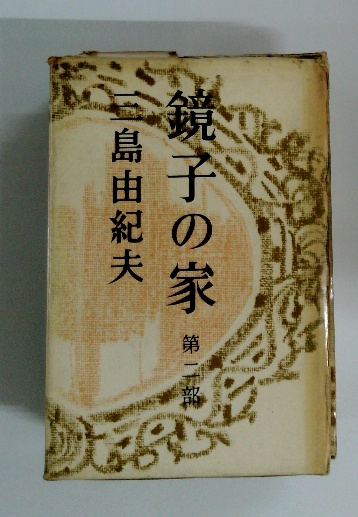 鏡子の家
第二部
三島由紀夫